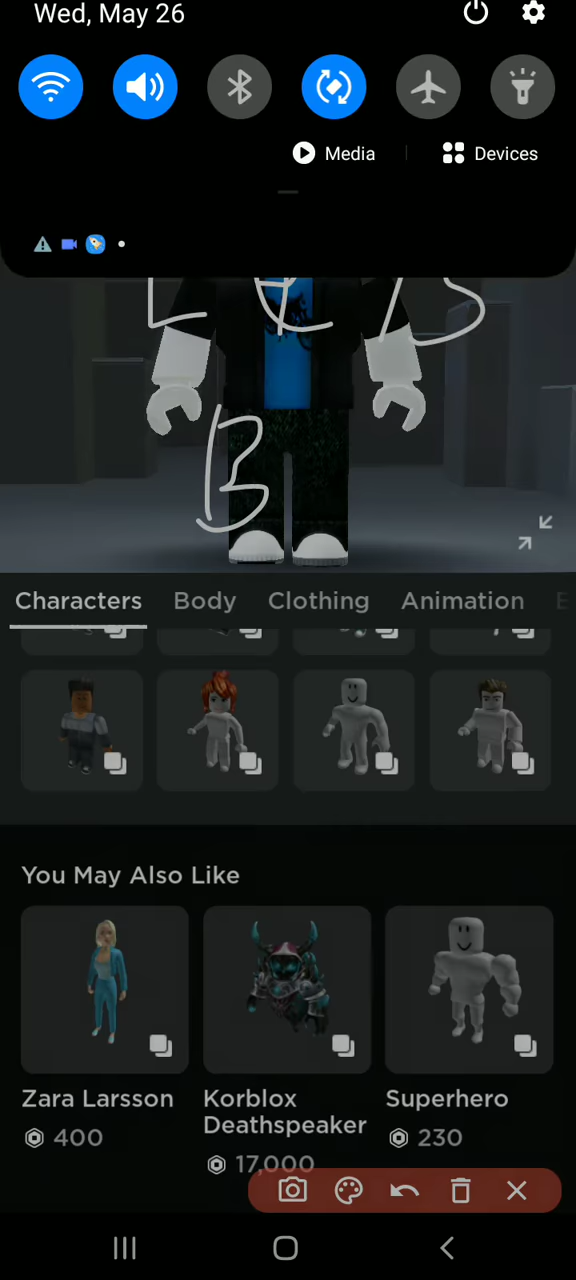 Wed, May 26
Media
Devices
B
Characters Body Clothing Animation
You May Also Like
Zara Larsson
400
Korblox
Deathspeaker
17,000
Superhero
230